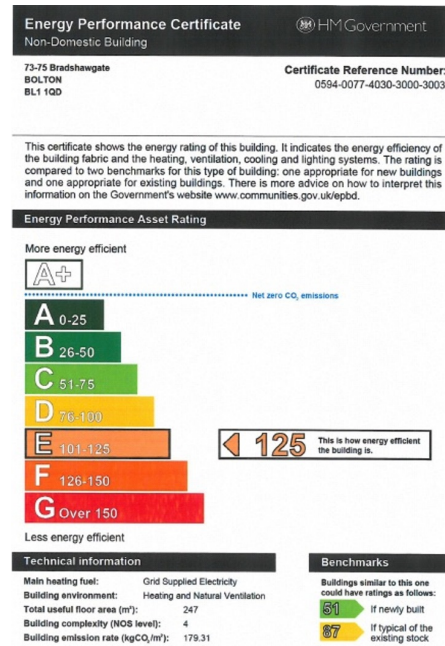 Energy Performance Certificate
HM Government
Non-Domestic Building
73-75 Bradshawgate
BOLTON
BL1 1QD
Certificate Reference Number:
0594-0077-4030-3000-3003
This certificate shows the energy rating of this building. It indicates the energy efficiency of
the building fabric and the heating, ventilation, cooling and lighting systems. The rating is
compared to two benchmarks for this type of building: one appropriate for new buildings
and one appropriate for existing buildings. There is more advice on how to interpret this
information on the Government's website www.communities.gov.uk/epbd.
Energy Performance Asset Rating
More energy efficient
A+
Net zero CO₂ emissions
A 0-25
B 26-50
C 51-75
D 76-100
E 101-125
125
This is how energy efficient
the building is.
F 126-150
G Over 150
Less energy efficient
Technical information
Main heating fuel: Grid Supplied Electricity
Building environment: Heating and Natural Ventilation
Total useful floor area (m²): 247
Building complexity (NOS level): 4
Building emission rate (kgCO₂/m²): 179.31
Benchmarks
Buildings similar to this one
could have ratings as follows:
51 If newly built
87 If typical of the
existing stock